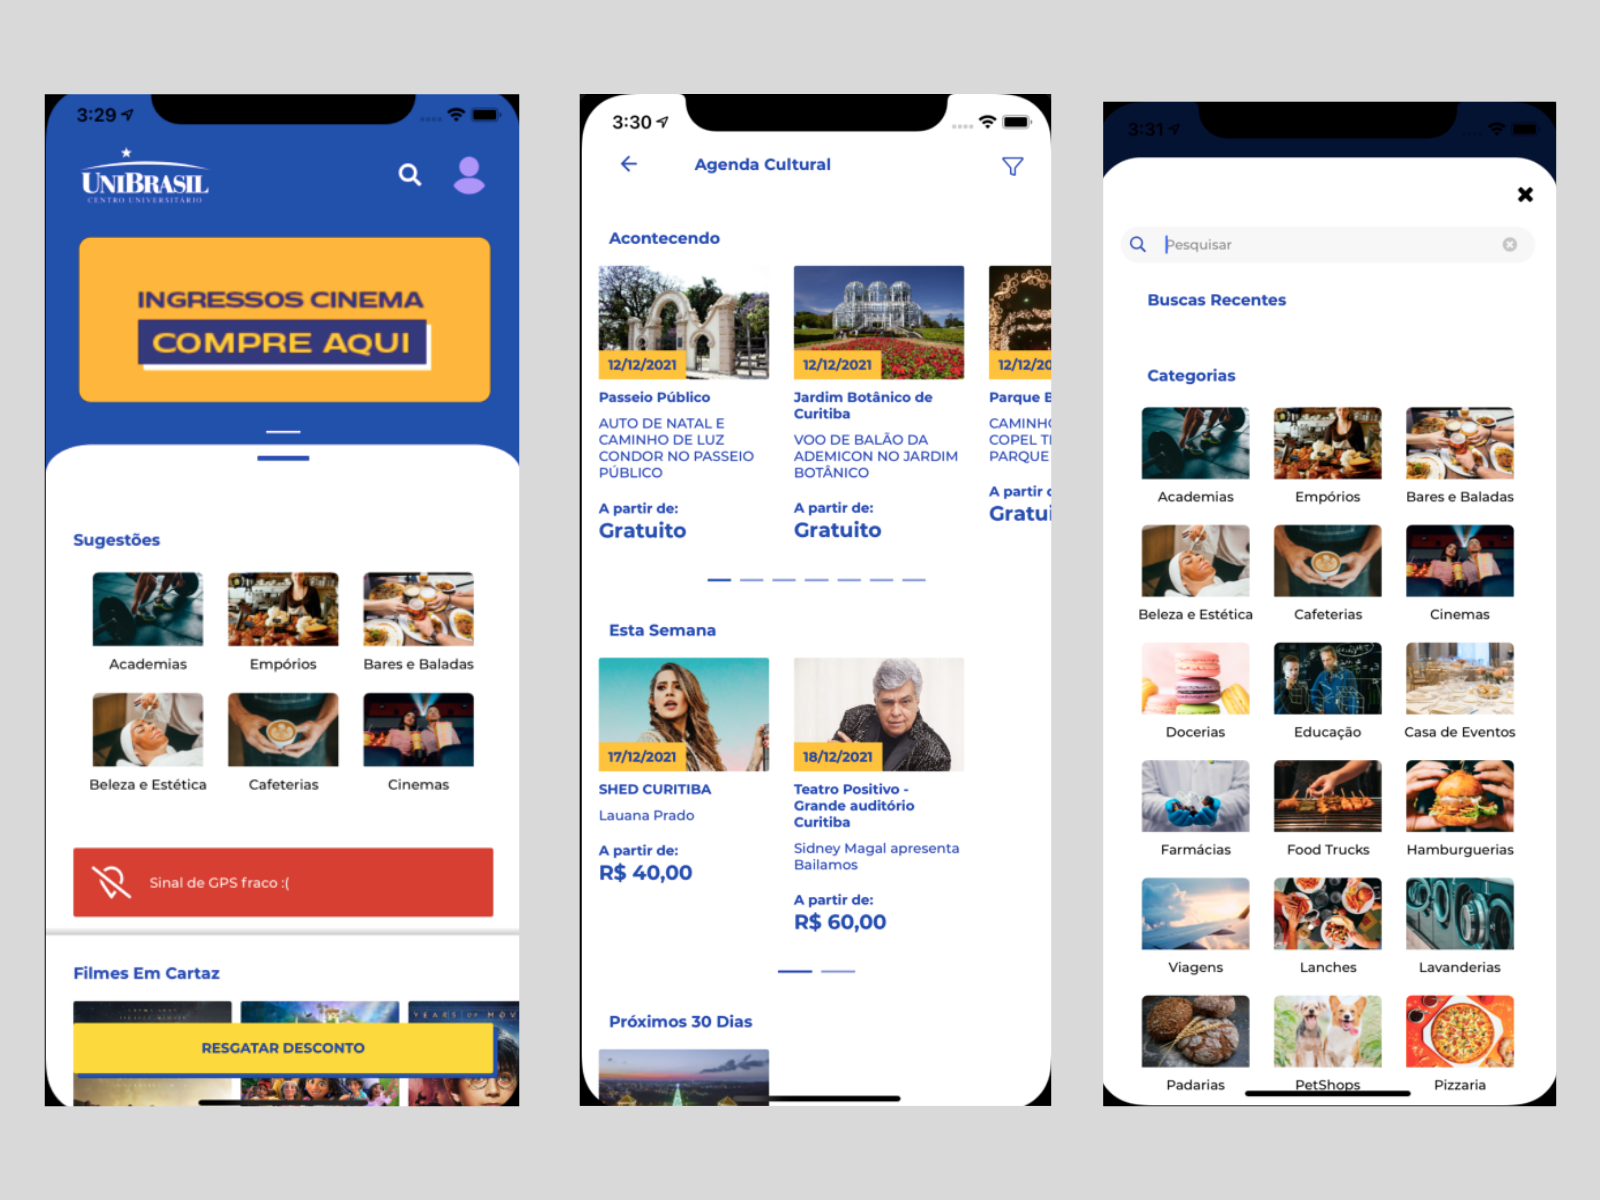 3:29
UNIBRASIL
CENTRO UNIVERSITÁRIO
INGRESSOS CINEMA
COMPRE AQUI
Sugestões
Academias
Empórios
Bares e Baladas
Beleza e Estética
Cafeterias
Cinemas
Sinal de GPS fraco :(
Filmes Em Cartaz
YEARS OF MOV
RESGATAR DESCONTO
3:30
Agenda Cultural
Acontecendo
12/12/2021
Passeio Público
AUTO DE NATAL E
CAMINHO DE LUZ
CONDOR NO PASSEIO
PÚBLICO
A partir de:
Gratuito
12/12/2021
Jardim Botânico de
Curitiba
VOO DE BALÃO DA
ADEMICON NO JARDIM
BOTÂNICO
A partir de:
Gratuito
12/12/20
Parque B
CAMINHO
COPEL T
PARQUE
A partir d
Gratui
Esta Semana
17/12/2021
SHED CURITIBA
Lauana Prado
A partir de:
R$ 40,00
18/12/2021
Teatro Positivo -
Grande auditório
Curitiba
Sidney Magal apresenta
Bailamos
A partir de:
R$ 60,00
Próximos 30 Dias
3:31
Pesquisar
Buscas Recentes
Categorias
Academias
Empórios
Bares e Baladas
Beleza e Estética
Cafeterias
Cinemas
Docerias
Educação
Casa de Eventos
Farmácias
Food Trucks
Hamburguerias
Viagens
Lanches
Lavanderias
Padarias
PetShops
Pizzaria